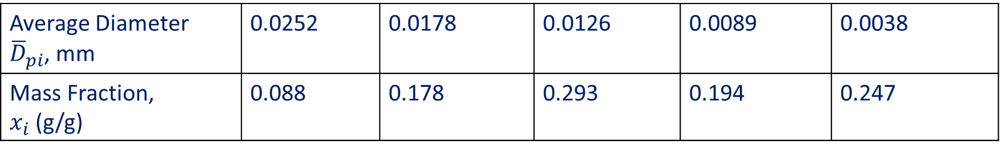 Average Diameter 0.0252 0.0178 0.0126 0.0089 0.0038
D̅ₚᵢ, mm
Mass Fraction, 0.088 0.178 0.293 0.194 0.247
xᵢ (g/g)